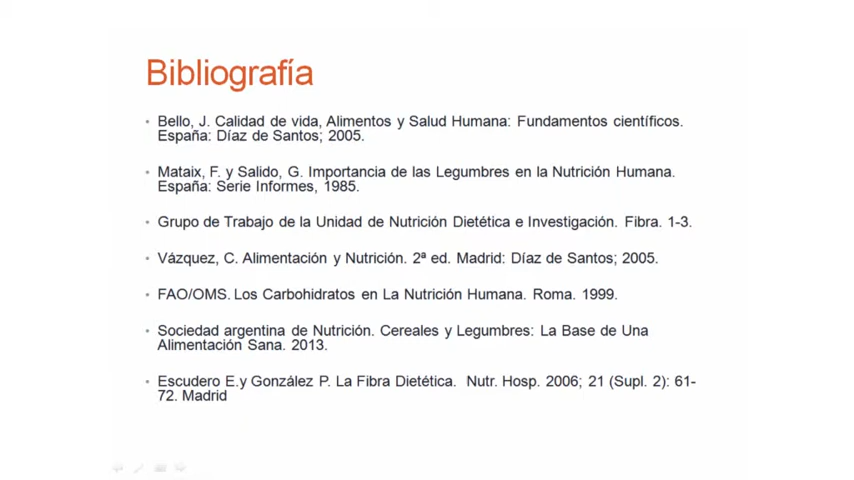 Bibliografía
• Bello, J. Calidad de vida, Alimentos y Salud Humana: Fundamentos científicos.
España: Díaz de Santos; 2005.
• Mataix, F. y Salido, G. Importancia de las Legumbres en la Nutrición Humana.
España: Serie Informes, 1985.
• Grupo de Trabajo de la Unidad de Nutrición Dietética e Investigación. Fibra. 1-3.
• Vázquez, C. Alimentación y Nutrición. 2ª ed. Madrid: Díaz de Santos; 2005.
• FAO/OMS. Los Carbohidratos en La Nutrición Humana. Roma. 1999.
• Sociedad argentina de Nutrición. Cereales y Legumbres: La Base de Una
Alimentación Sana. 2013.
• Escudero E.y González P. La Fibra Dietética. Nutr. Hosp. 2006; 21 (Supl. 2): 61-
72. Madrid